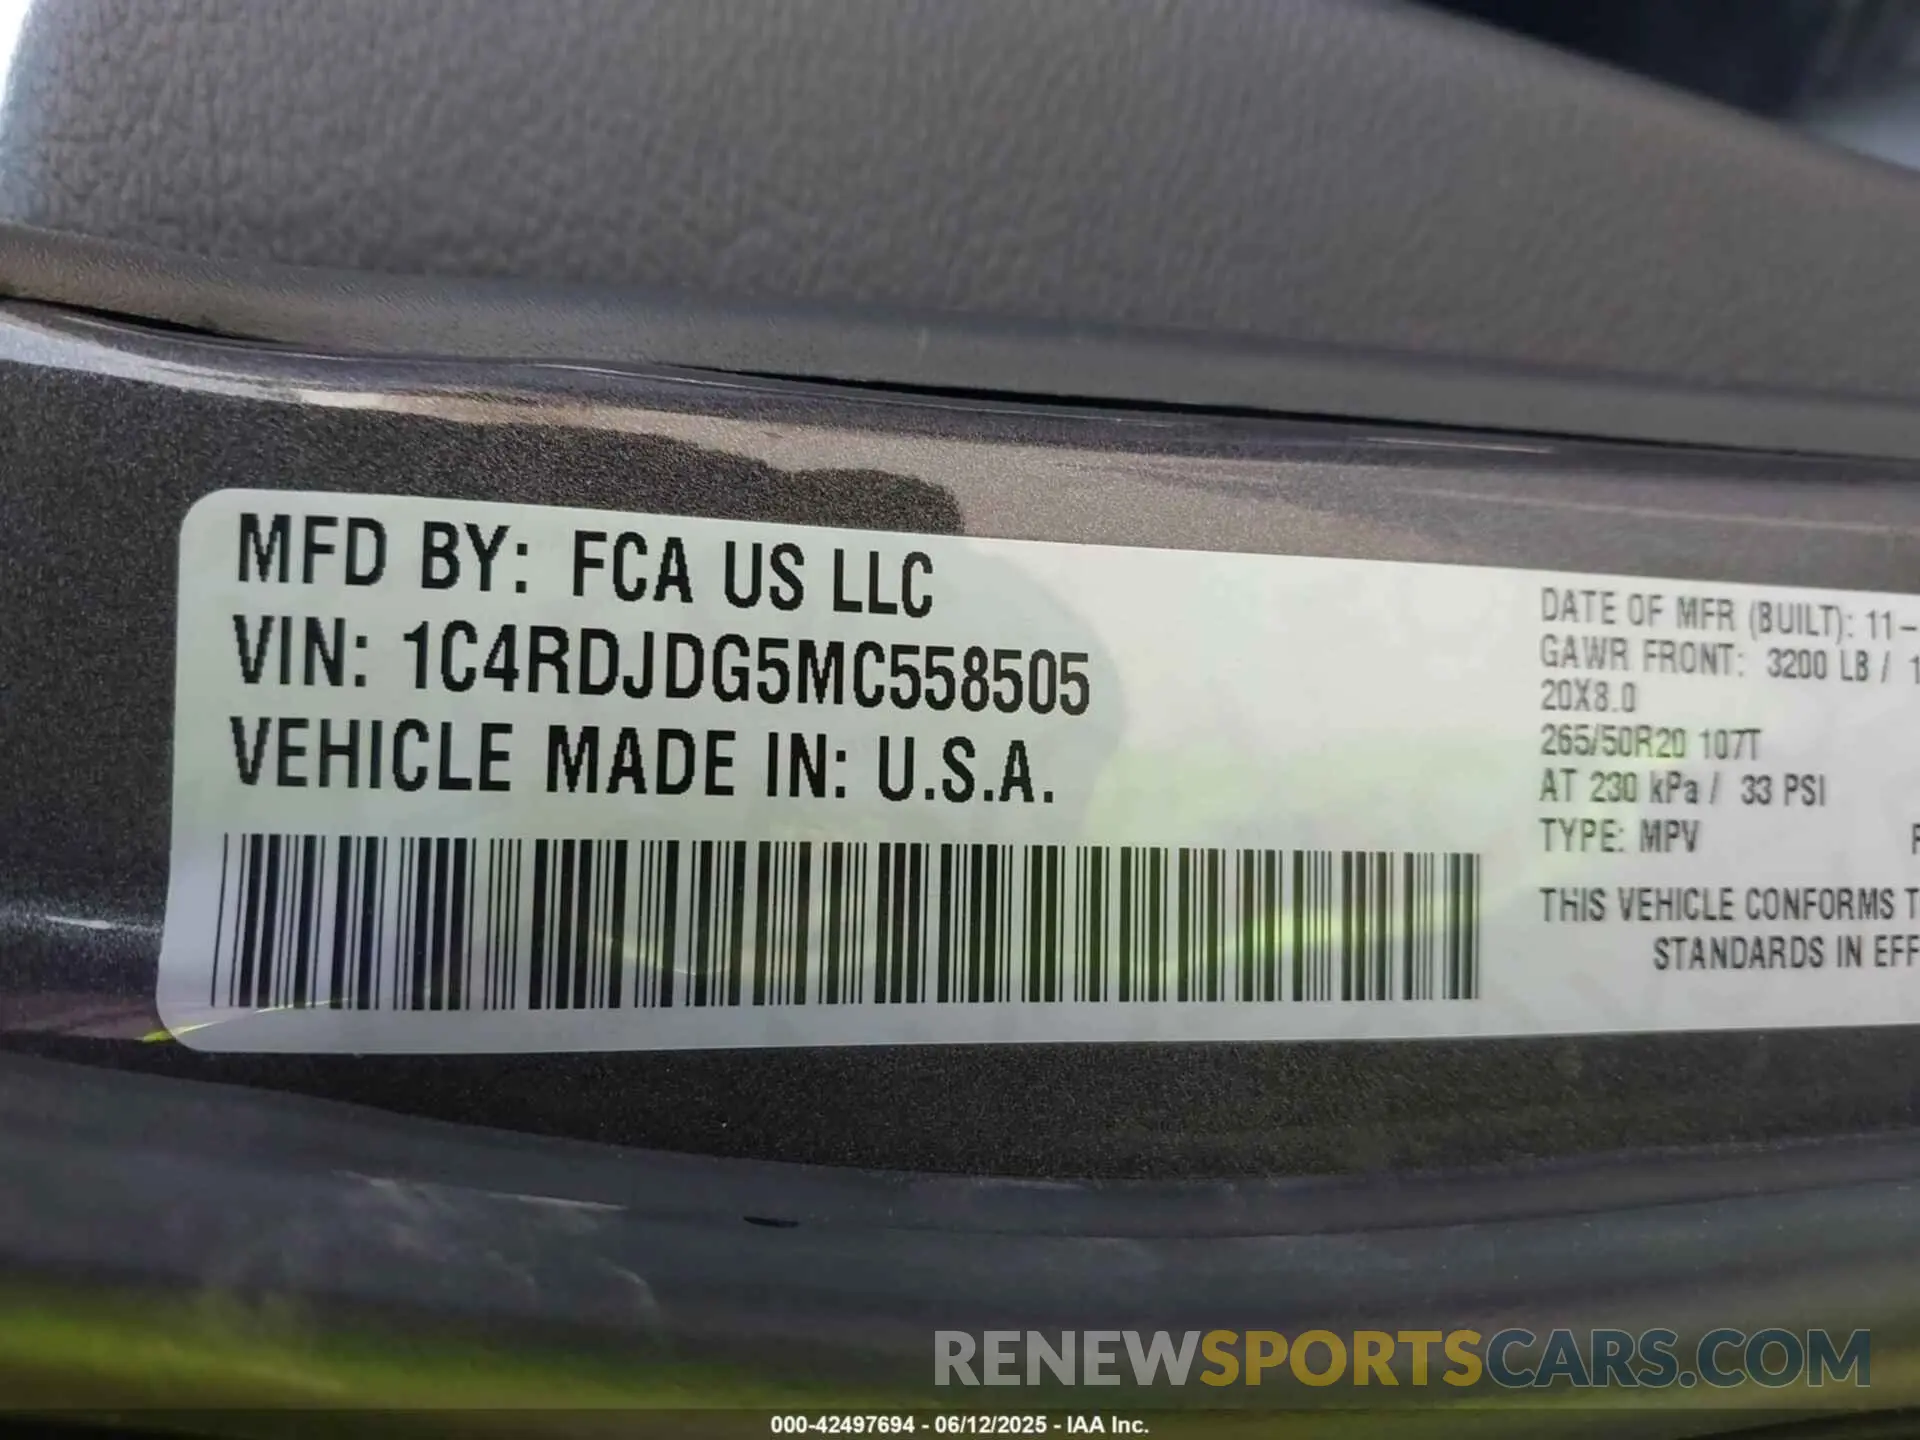 MFD BY: FCA US LLC
VIN: 1C4RDJDG5MC558505
VEHICLE MADE IN: U.S.A.
DATE OF MFR (BUILT): 11-
GAWR FRONT: 3200 LB / 1
20X8.0
265/50R20 107T
AT 230 kPa / 33 PSI
TYPE: MPV
THIS VEHICLE CONFORMS T
STANDARDS IN EFF
RENEWSPORTSCARS.COM
000-42497694 - 06/12/2025 - IAA Inc.